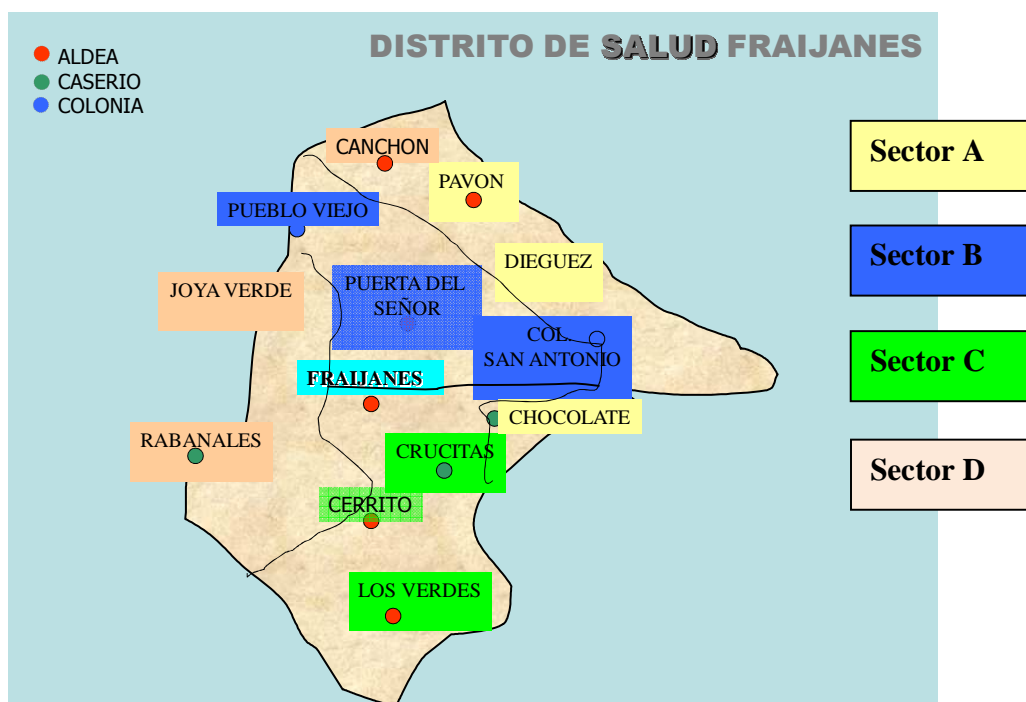 DISTRITO DE SALUD FRAIJANES
ALDEA
CASERIO
COLONIA
CANCHON
PAVON
PUEBLO VIEJO
DIEGUEZ
JOYA VERDE
PUERTA DEL
SEÑOR
COL.
SAN ANTONIO
FRAIJANES
CHOCOLATE
RABANALES
CRUCITAS
CERRITO
LOS VERDES
Sector A
Sector B
Sector C
Sector D